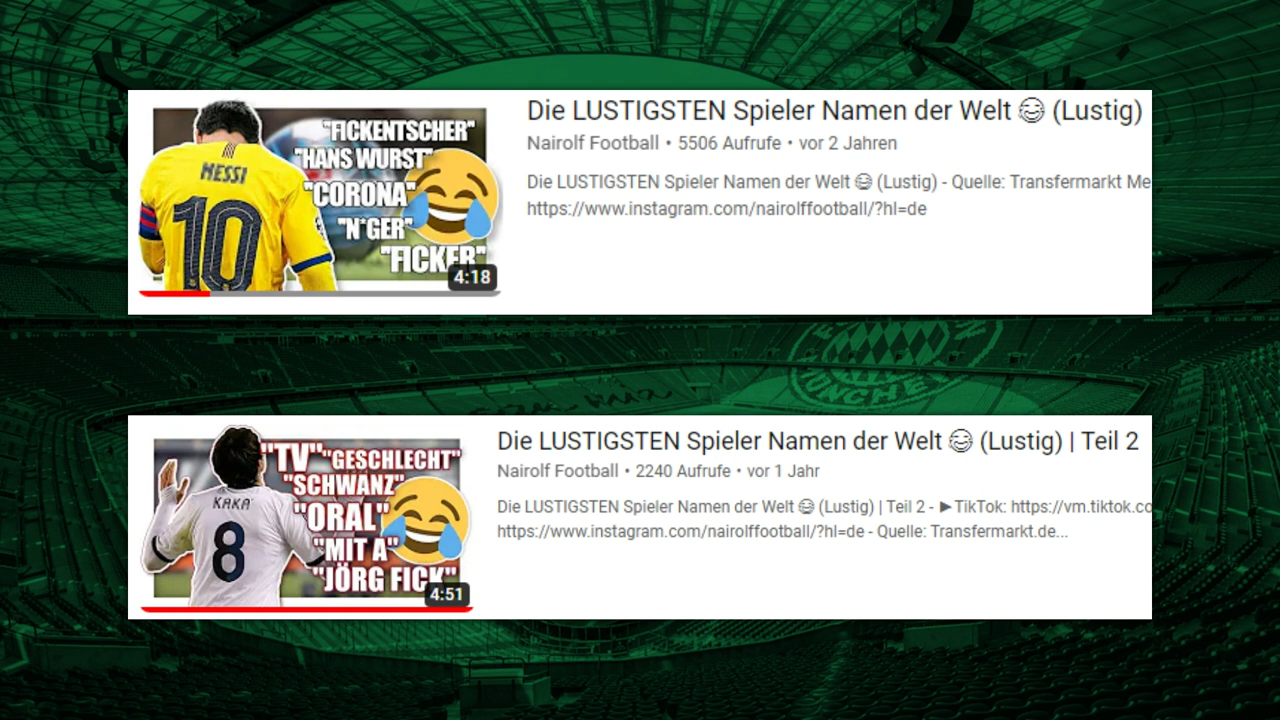 "FICKENTSCHER"
"HANS WURST"
"CORONA"
"N*GER"
"FICKER"
MESSI
10
4:18
Die LUSTIGSTEN Spieler Namen der Welt 😂 (Lustig)
Nairolf Football • 5506 Aufrufe • vor 2 Jahren
Die LUSTIGSTEN Spieler Namen der Welt 😂 (Lustig) - Quelle: Transfermarkt Me
https://www.instagram.com/nairolffootball/?hl=de
"TV" "GESCHLECHT"
"SCHWANZ"
"ORAL"
"MIT A"
"JÖRG FICK"
KAKA'
8
4:51
Die LUSTIGSTEN Spieler Namen der Welt 😂 (Lustig) | Teil 2
Nairolf Football • 2240 Aufrufe • vor 1 Jahr
Die LUSTIGSTEN Spieler Namen der Welt 😂 (Lustig) | Teil 2 - ►TikTok: https://vm.tiktok.co
https://www.instagram.com/nairolffootball/?hl=de - Quelle: Transfermarkt.de...